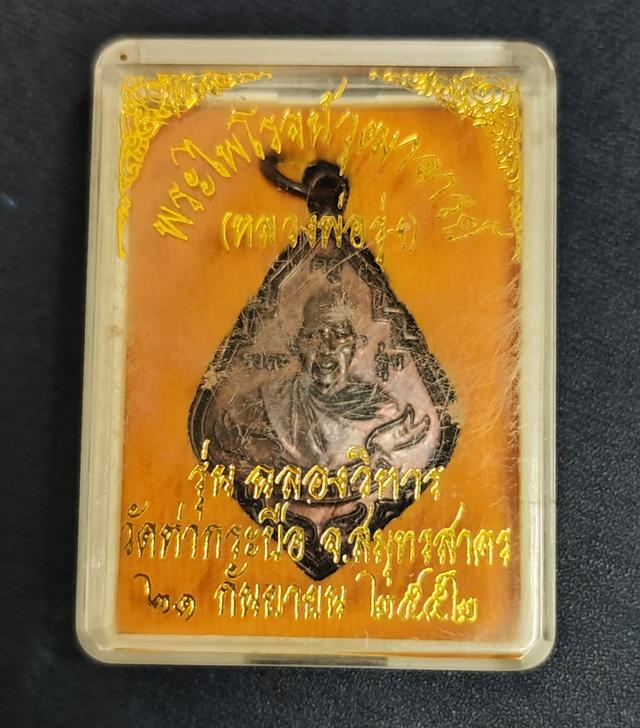 พระไพโรจน์วุฒาจารย์
(หลวงพ่อรุ่ง)
รุ่น ฉลองวิหาร
วัดท่ากระบือ จ.สมุทรสาคร
๒๑ กันยายน ๒๕๕๒